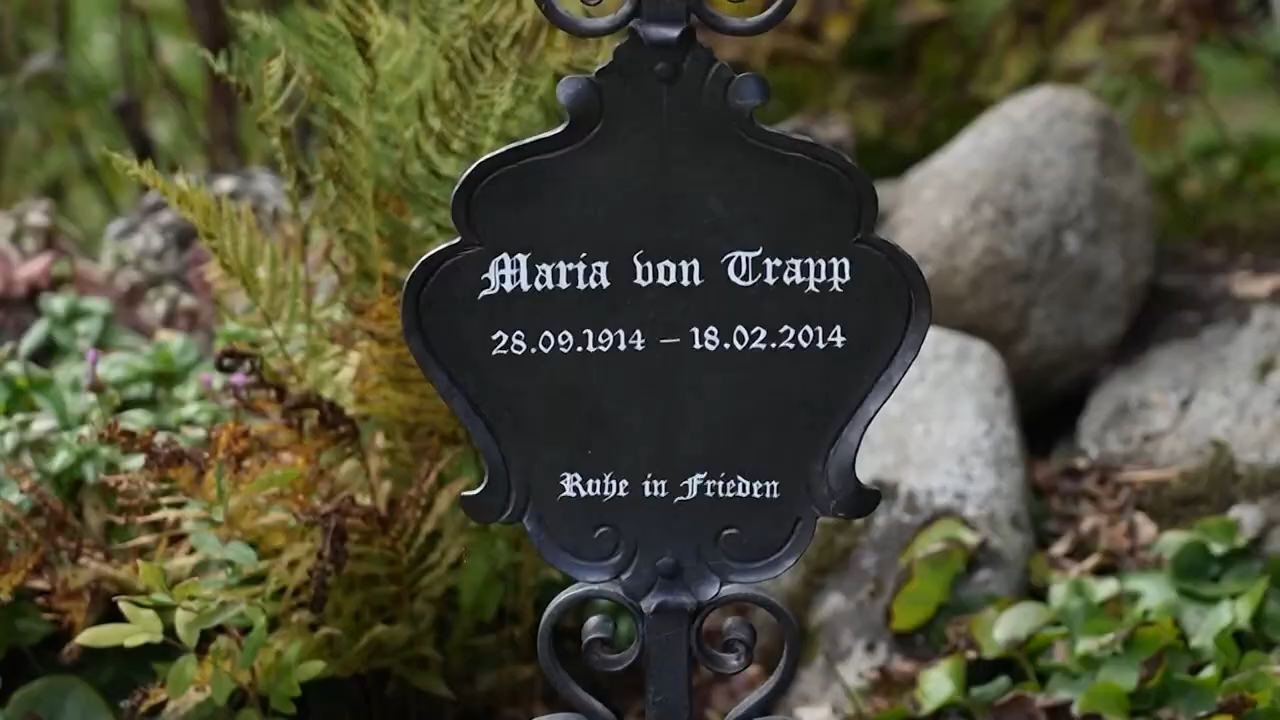 Maria von Trapp
28.09.1914 – 18.02.2014
Ruhe in Frieden